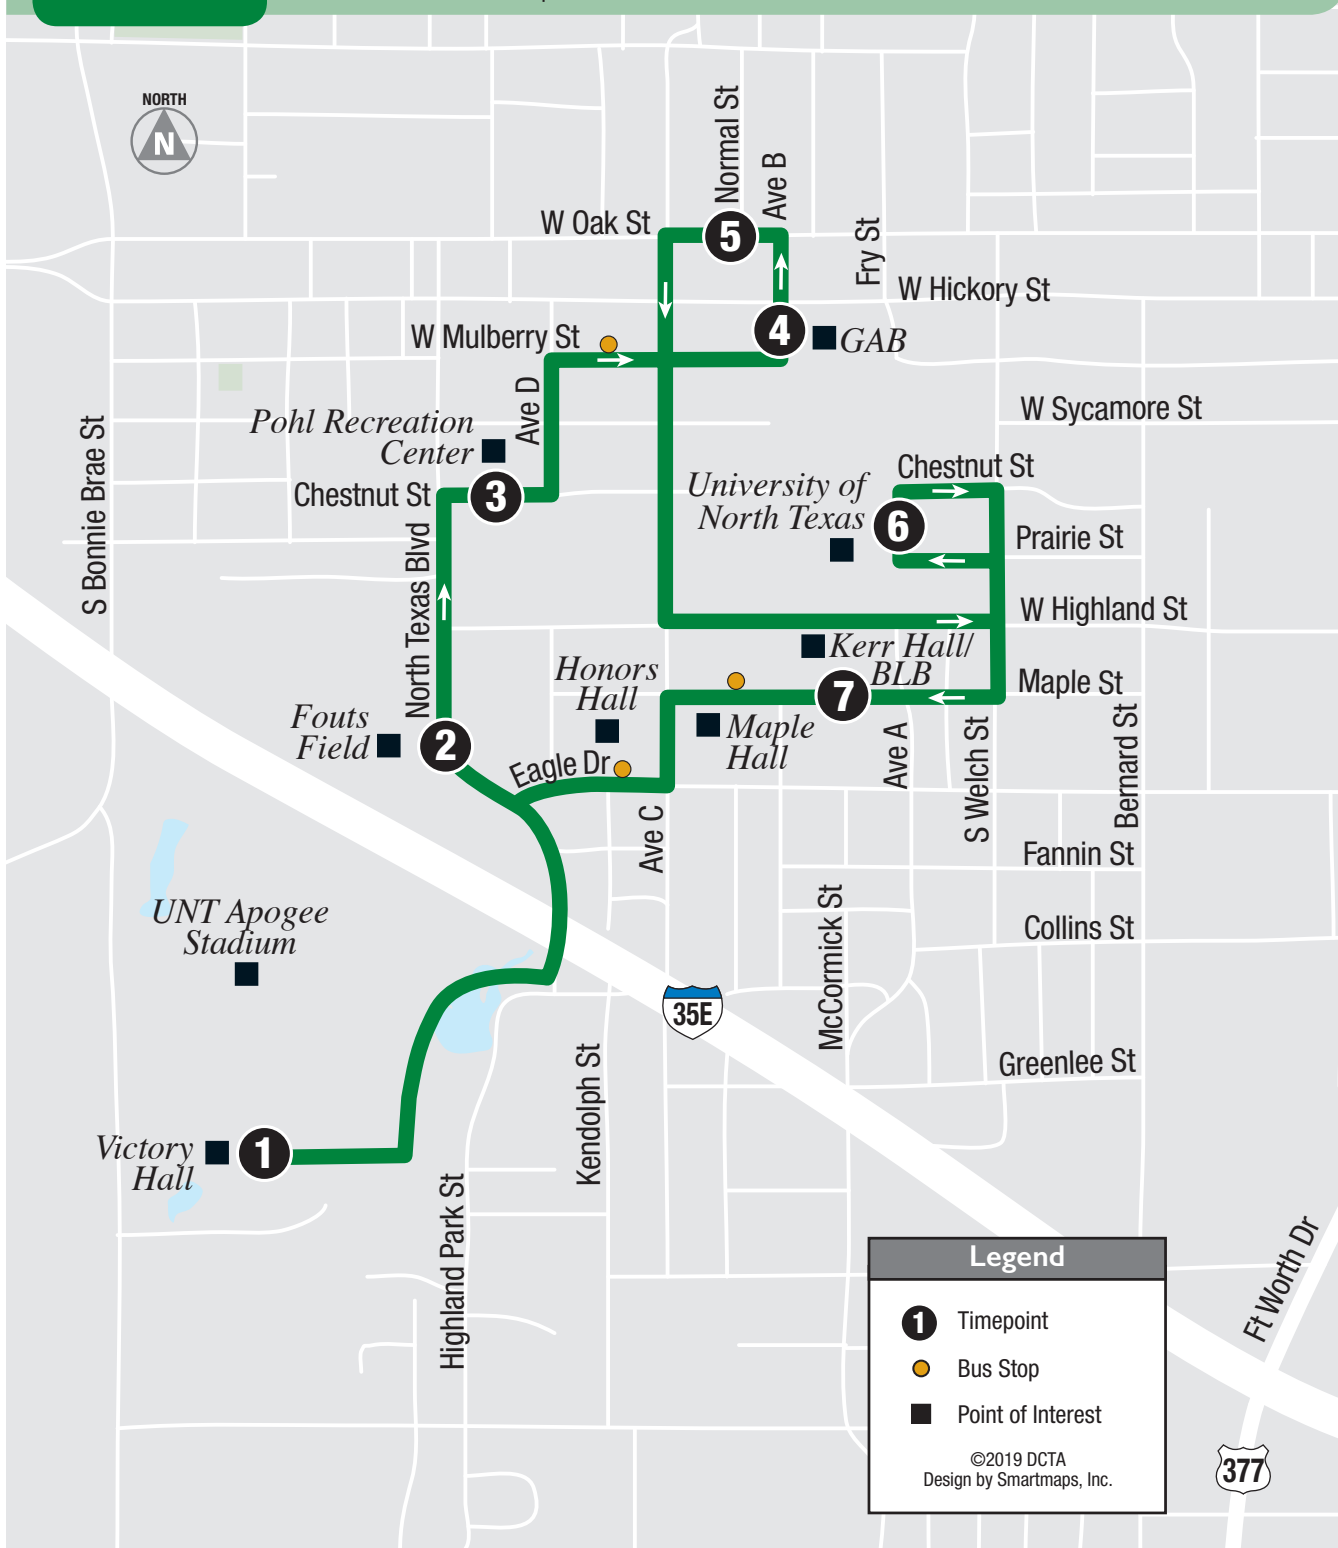 NORTH
N
Normal St
Ave B
W Oak St
5
Fry St
W Hickory St
4
GAB
W Mulberry St
Ave D
W Sycamore St
Pohl Recreation
Center
S Bonnie Brae St
Chestnut St
3
Chestnut St
University of
North Texas
6
Prairie St
North Texas Blvd
W Highland St
Kerr Hall/
BLB
Honors
Hall
7
Maple St
Fouts
Field
2
Maple
Hall
Eagle Dr
Ave A
S Welch St
Bernard St
Ave C
Fannin St
McCormick St
UNT Apogee
Stadium
Collins St
35E
Kendolph St
Greenlee St
Victory
Hall
1
Highland Park St
Ft Worth Dr
Legend
1 Timepoint
Bus Stop
Point of Interest
©2019 DCTA
Design by Smartmaps, Inc.
377